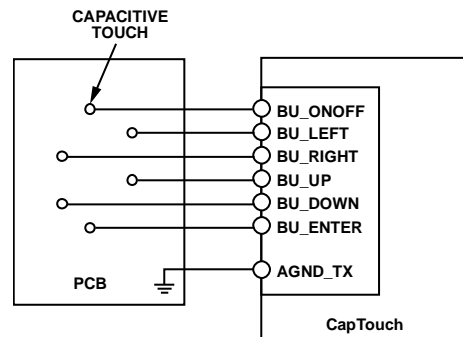 CAPACITIVE
TOUCH
BU_ONOFF
BU_LEFT
BU_RIGHT
BU_UP
BU_DOWN
BU_ENTER
AGND_TX
PCB
CapTouch